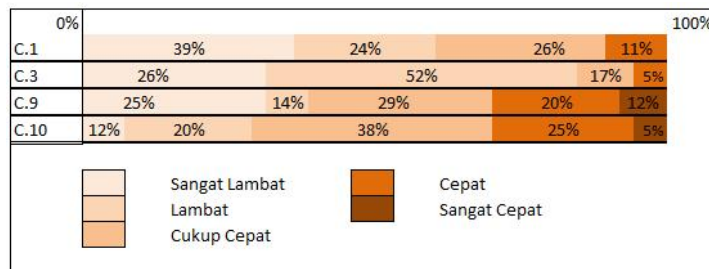 0% 100%
C.1 39% 24% 26% 11%
C.3 26% 52% 17% 5%
C.9 25% 14% 29% 20% 12%
C.10 12% 20% 38% 25% 5%
Sangat Lambat Cepat
Lambat Sangat Cepat
Cukup Cepat